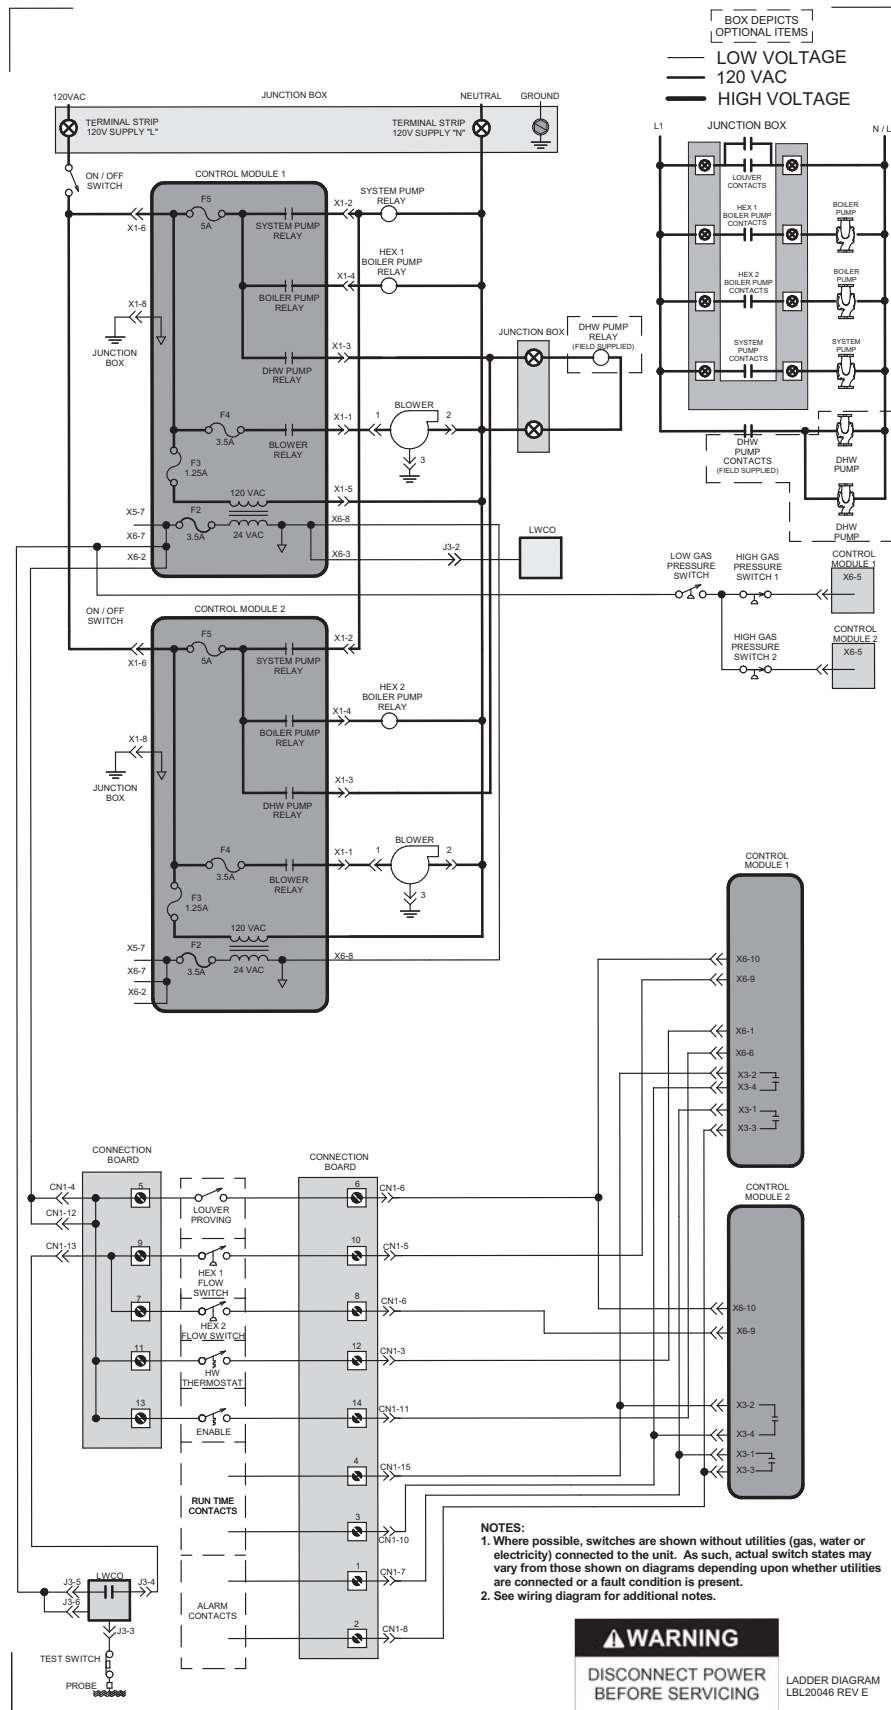 BOX DEPICTS
OPTIONAL ITEMS
LOW VOLTAGE
120 VAC
HIGH VOLTAGE
120VAC
JUNCTION BOX
NEUTRAL
GROUND
TERMINAL STRIP
120V SUPPLY "L"
TERMINAL STRIP
120V SUPPLY "N"
ON / OFF
SWITCH
CONTROL MODULE 1
X1-6
F5
5A
SYSTEM PUMP
RELAY
X1-2
SYSTEM PUMP
RELAY
HEX 1
BOILER PUMP
RELAY
BOILER PUMP
RELAY
X1-4
X1-8
JUNCTION
BOX
DHW PUMP
RELAY
X1-3
JUNCTION BOX
DHW PUMP
RELAY
(FIELD SUPPLIED)
F4
3.5A
BLOWER
RELAY
X1-1
1
BLOWER
2
3
F3
1.25A
120 VAC
X1-5
X5-7
X6-7
X6-2
F2
3.5A
24 VAC
X6-8
X6-3
J3-2
LWCO
L1
JUNCTION BOX
N / L
LOUVER
CONTACTS
HEX 1
BOILER PUMP
CONTACTS
BOILER
PUMP
HEX 2
BOILER PUMP
CONTACTS
BOILER
PUMP
SYSTEM
PUMP
CONTACTS
SYSTEM
PUMP
DHW
PUMP
CONTACTS
(FIELD SUPPLIED)
DHW
PUMP
DHW
PUMP
LOW GAS
PRESSURE
SWITCH
HIGH GAS
PRESSURE
SWITCH 1
CONTROL
MODULE 1
X6-5
HIGH GAS
PRESSURE
SWITCH 2
CONTROL
MODULE 2
X6-5
ON / OFF
SWITCH
CONTROL MODULE 2
X1-6
F5
5A
SYSTEM PUMP
RELAY
X1-2
HEX 2
BOILER PUMP
RELAY
BOILER PUMP
RELAY
X1-4
X1-8
JUNCTION
BOX
DHW PUMP
RELAY
X1-3
F4
3.5A
BLOWER
RELAY
X1-1
1
BLOWER
2
3
F3
1.25A
120 VAC
X5-7
X6-7
X6-2
F2
3.5A
24 VAC
X6-8
CONTROL
MODULE 1
X6-10
X6-9
X6-1
X6-6
X3-2
X3-4
X3-1
X3-3
CONTROL
MODULE 2
X6-10
X6-9
X3-2
X3-4
X3-1
X3-3
CONNECTION
BOARD
CONNECTION
BOARD
CN1-4
CN1-12
CN1-13
5
LOUVER
PROVING
6
CN1-6
9
HEX 1
FLOW
SWITCH
10
CN1-5
7
HEX 2
FLOW SWITCH
8
CN1-6
11
HW
THERMOSTAT
12
CN1-3
13
ENABLE
14
CN1-11
4
CN1-15
RUN TIME
CONTACTS
3
CN1-10
1
CN1-7
ALARM
CONTACTS
2
CN1-8
J3-5
LWCO
J3-4
J3-6
J3-3
TEST SWITCH
PROBE
NOTES:
1. Where possible, switches are shown without utilities (gas, water or
electricity) connected to the unit. As such, actual switch states may
vary from those shown on diagrams depending upon whether utilities
are connected or a fault condition is present.
2. See wiring diagram for additional notes.
WARNING
DISCONNECT POWER
BEFORE SERVICING
LADDER DIAGRAM
LBL20046 REV E